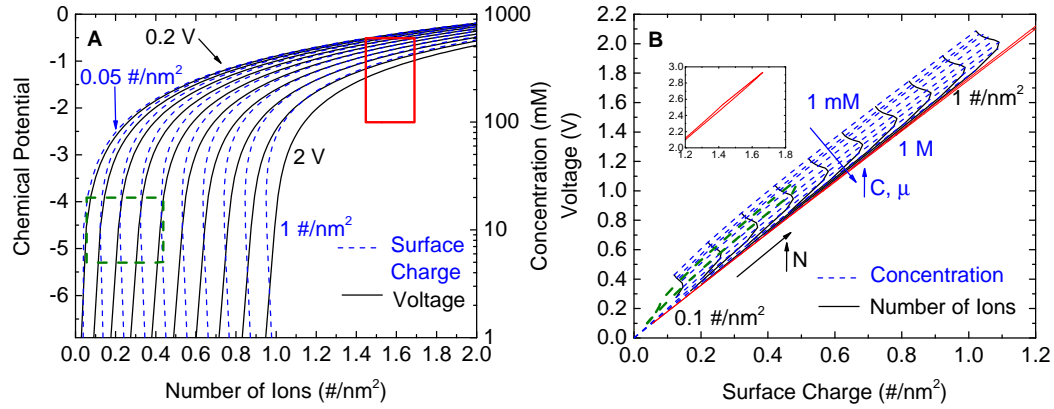 A
0.2 V
0.05 #/nm²
2 V
1 #/nm²
Surface
Charge
Voltage
Chemical Potential
0
-1
-2
-3
-4
-5
-6
0.0 0.2 0.4 0.6 0.8 1.0 1.2 1.4 1.6 1.8 2.0
Number of Ions (#/nm²)
1000
100
10
1
Concentration (mM)
B
Voltage (V)
2.2
2.0
1.8
1.6
1.4
1.2
1.0
0.8
0.6
0.4
0.2
0.0
3.0
2.8
2.6
2.4
2.2
2.0
1.2 1.4 1.6 1.8
1 mM
1 #/nm²
1 M
C, μ
N
0.1 #/nm²
Concentration
Number of Ions
0.0 0.2 0.4 0.6 0.8 1.0 1.2
Surface Charge (#/nm²)